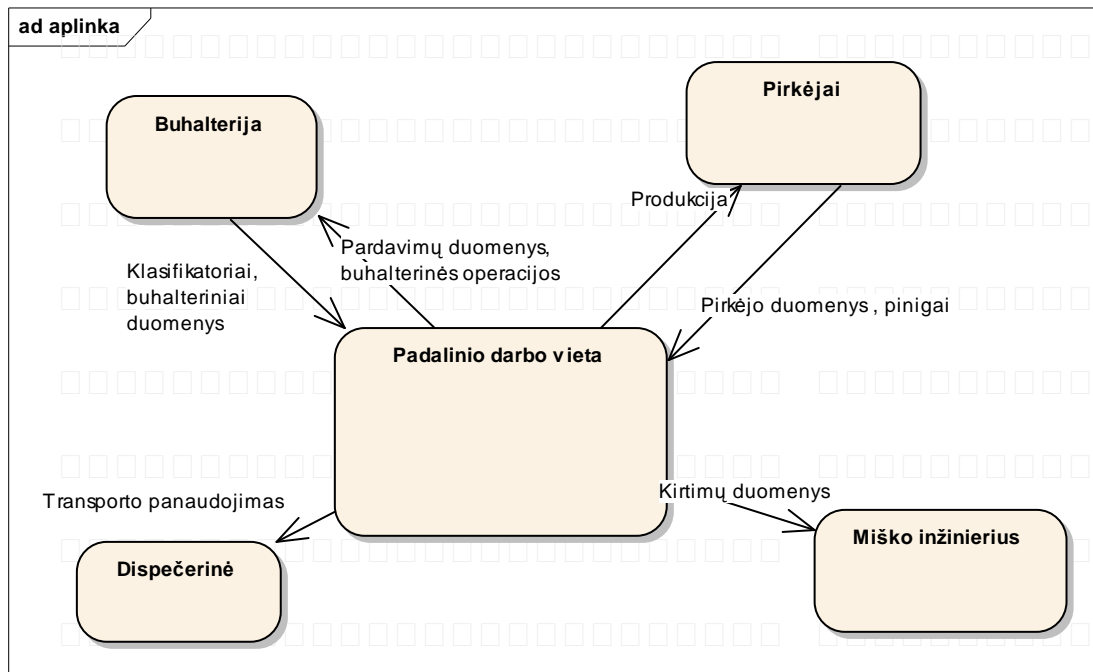 ad aplinka
Buhalterija
Pirkėjai
Produkcija
Pardavimų duomenys,
buhalterinės operacijos
Klasifikatoriai,
buhalteriniai
duomenys
Pirkėjo duomenys, pinigai
Padalinio darbo vieta
Transporto panaudojimas
Kirtimų duomenys
Dispečerinė
Miško inžinierius